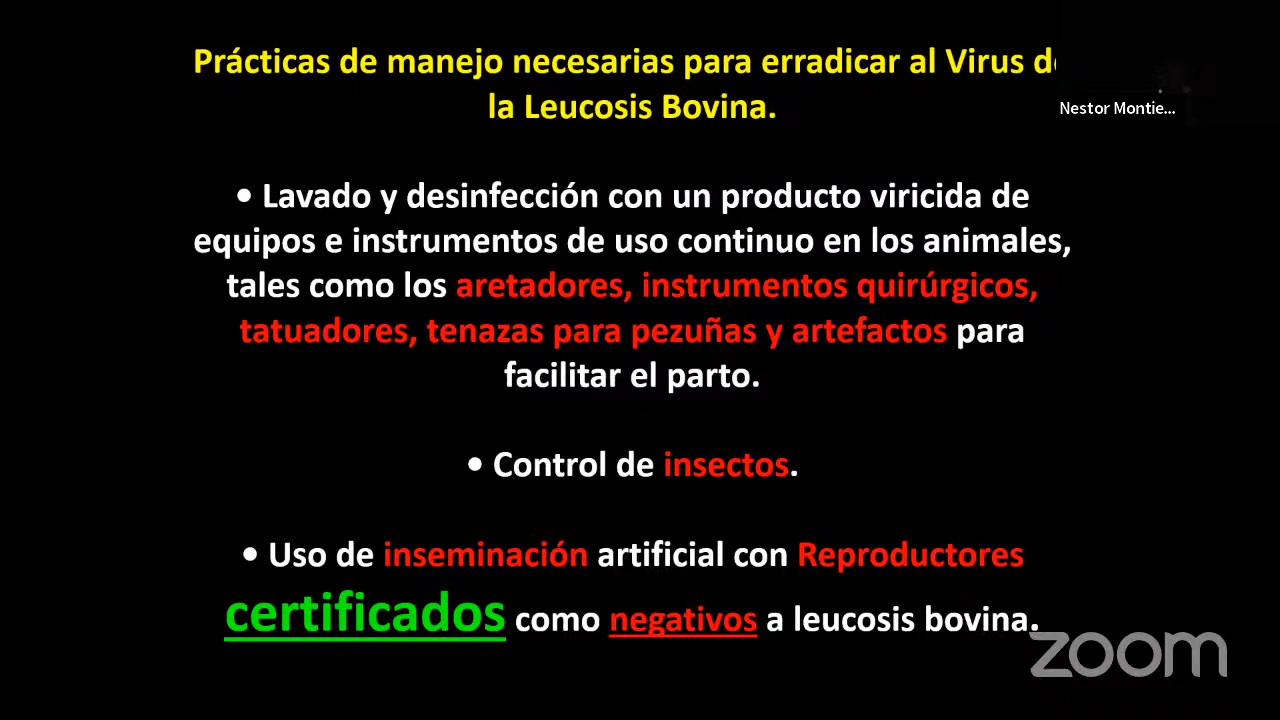 Prácticas de manejo necesarias para erradicar al Virus de
la Leucosis Bovina.
Nestor Montie...
• Lavado y desinfección con un producto viricida de
equipos e instrumentos de uso continuo en los animales,
tales como los aretadores, instrumentos quirúrgicos,
tatuadores, tenazas para pezuñas y artefactos para
facilitar el parto.
• Control de insectos.
• Uso de inseminación artificial con Reproductores
certificados como negativos a leucosis bovina.
zoom